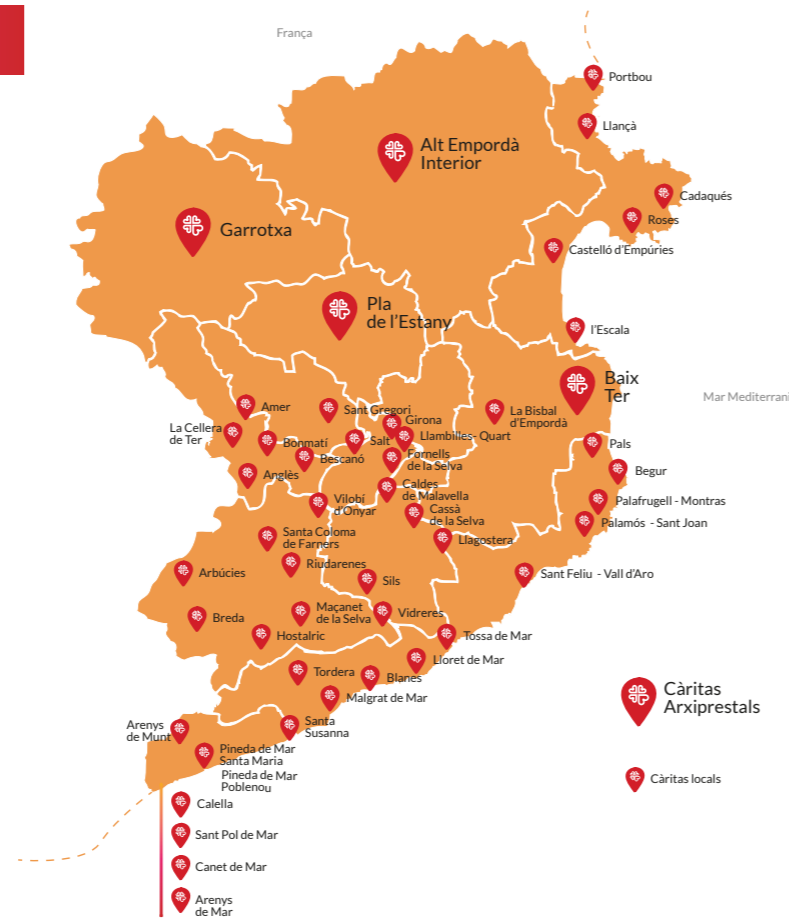 França
Portbou
Llançà
Alt Empordà
Interior
Cadaqués
Roses
Garrotxa
Castelló d'Empúries
Pla
de l'Estany
l'Escala
Baix
Ter
Mar Mediterrani
Amer
Sant Gregori
Girona
La Bisbal
d'Empordà
La Cellera
de Ter
Bonmatí
Salt
Llambilles- Quart
Pals
Bescanó
Fornells
de la Selva
Begur
Anglès
Caldes
de Malavella
Vilobí
d'Onyar
Cassà
de la Selva
Palafrugell - Montras
Palamós - Sant Joan
Santa Coloma
de Farners
Llagostera
Riudarenes
Arbúcies
Sils
Sant Feliu - Vall d'Aro
Breda
Maçanet
de la Selva
Vidreres
Hostalric
Tossa de Mar
Lloret de Mar
Tordera
Blanes
Malgrat de Mar
Càritas
Arxiprestals
Arenys
de Munt
Santa
Susanna
Pineda de Mar
Santa Maria
Pineda de Mar
Poblenou
Càritas locals
Calella
Sant Pol de Mar
Canet de Mar
Arenys
de Mar